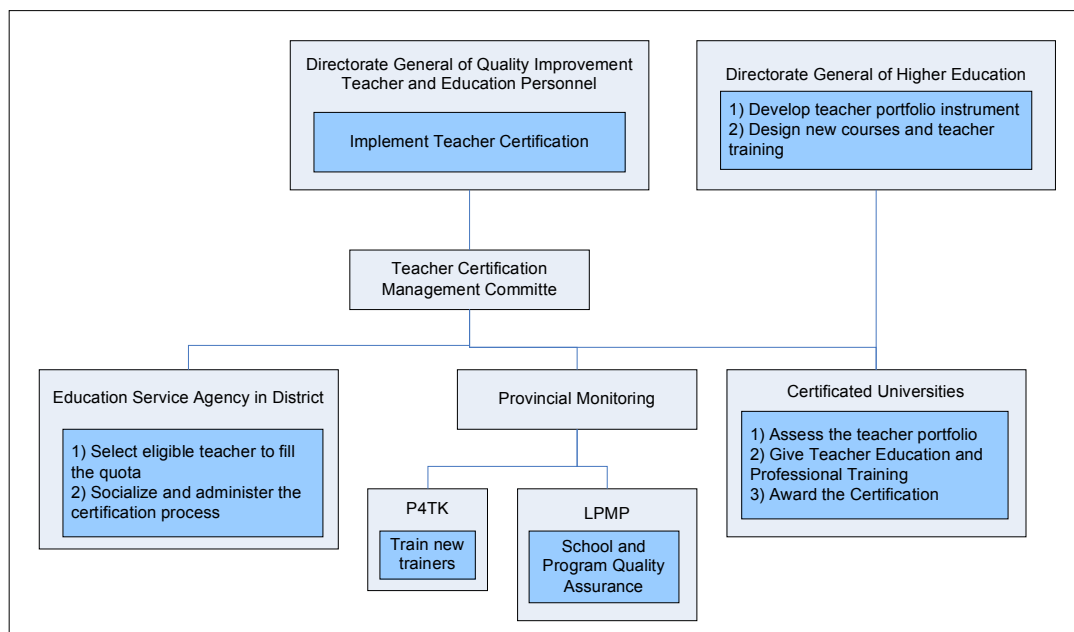 Directorate General of Quality Improvement
Teacher and Education Personnel
Implement Teacher Certification
Directorate General of Higher Education
1) Develop teacher portfolio instrument
2) Design new courses and teacher
training
Teacher Certification
Management Committe
Education Service Agency in District
1) Select eligible teacher to fill
the quota
2) Socialize and administer the
certification process
Provincial Monitoring
P4TK
Train new
trainers
LPMP
School and
Program Quality
Assurance
Certificated Universities
1) Assess the teacher portfolio
2) Give Teacher Education and
Professional Training
3) Award the Certification